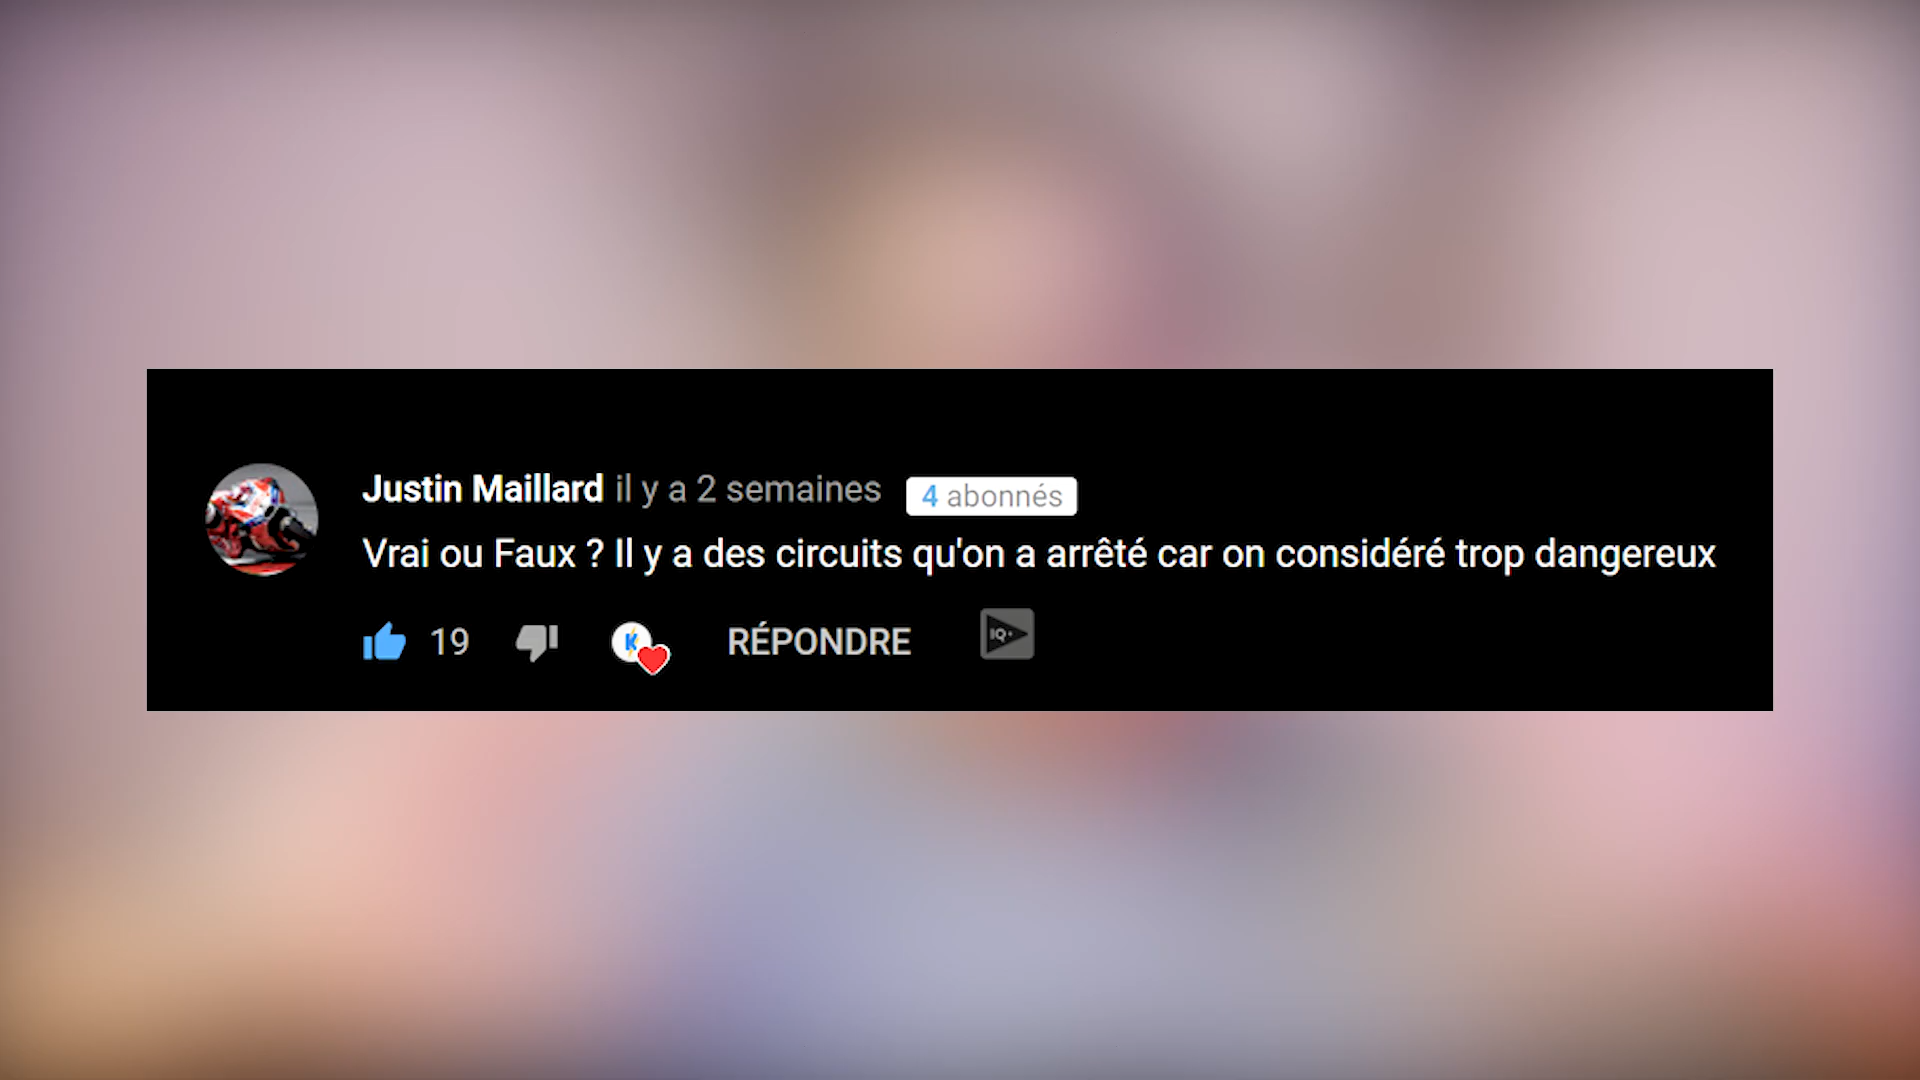 Justin Maillard il y a 2 semaines 4 abonnés
Vrai ou Faux ? Il y a des circuits qu'on a arrêté car on considéré trop dangereux
19 K RÉPONDRE IQ